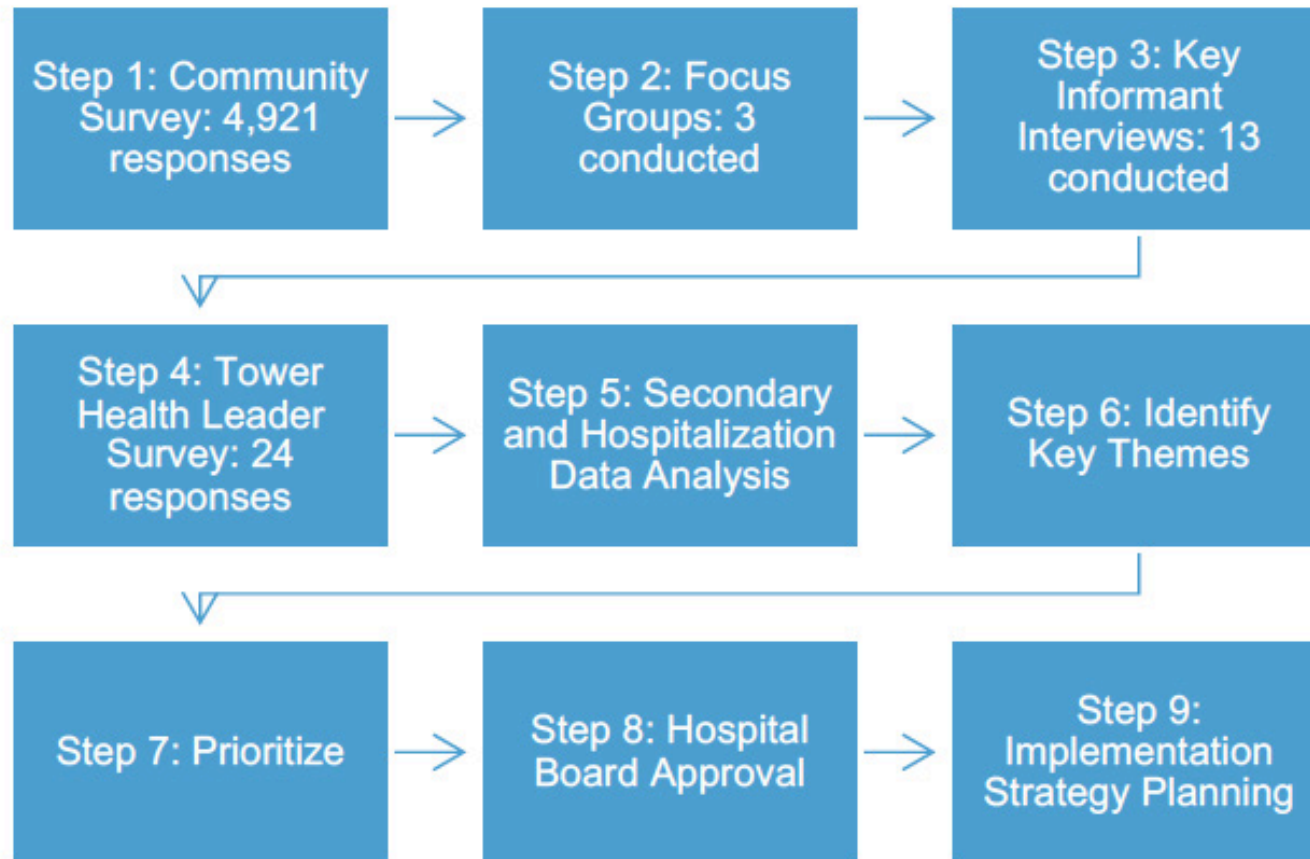 Step 1: Community
Survey: 4,921
responses
Step 2: Focus
Groups: 3
conducted
Step 3: Key
Informant
Interviews: 13
conducted
Step 4: Tower
Health Leader
Survey: 24
responses
Step 5: Secondary
and Hospitalization
Data Analysis
Step 6: Identify
Key Themes
Step 7: Prioritize
Step 8: Hospital
Board Approval
Step 9:
Implementation
Strategy Planning